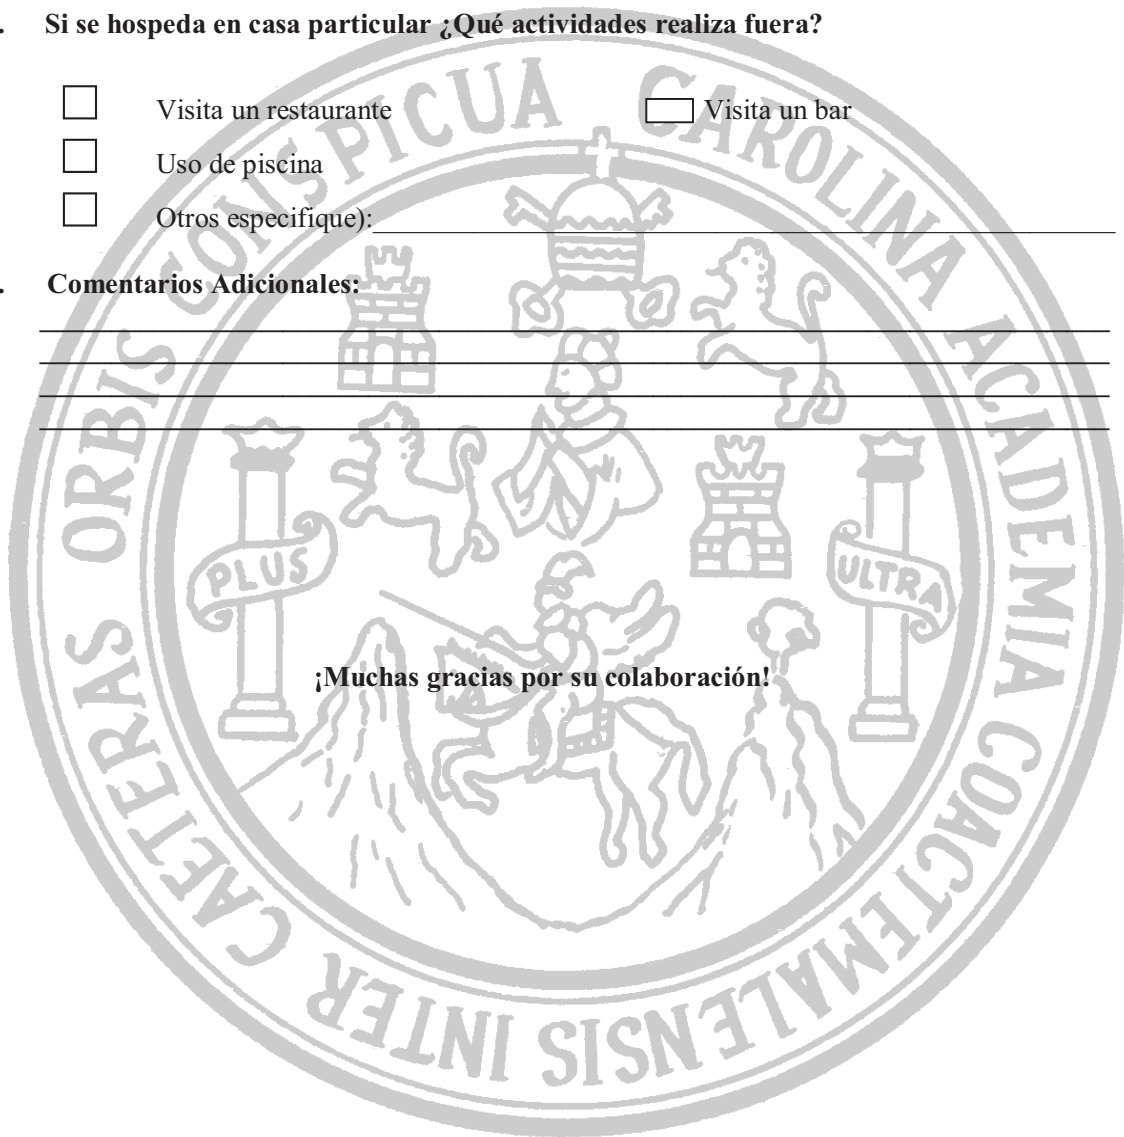 . Si se hospeda en casa particular ¿Qué actividades realiza fuera?
Visita un restaurante Visita un bar
Uso de piscina
Otros especifique):
. Comentarios Adicionales:
¡Muchas gracias por su colaboración!
CAETERAS ORBIS CONSPICUA CAROLINA ACADEMIA COACTEMALENSIS INTER
PLUS
ULTRA